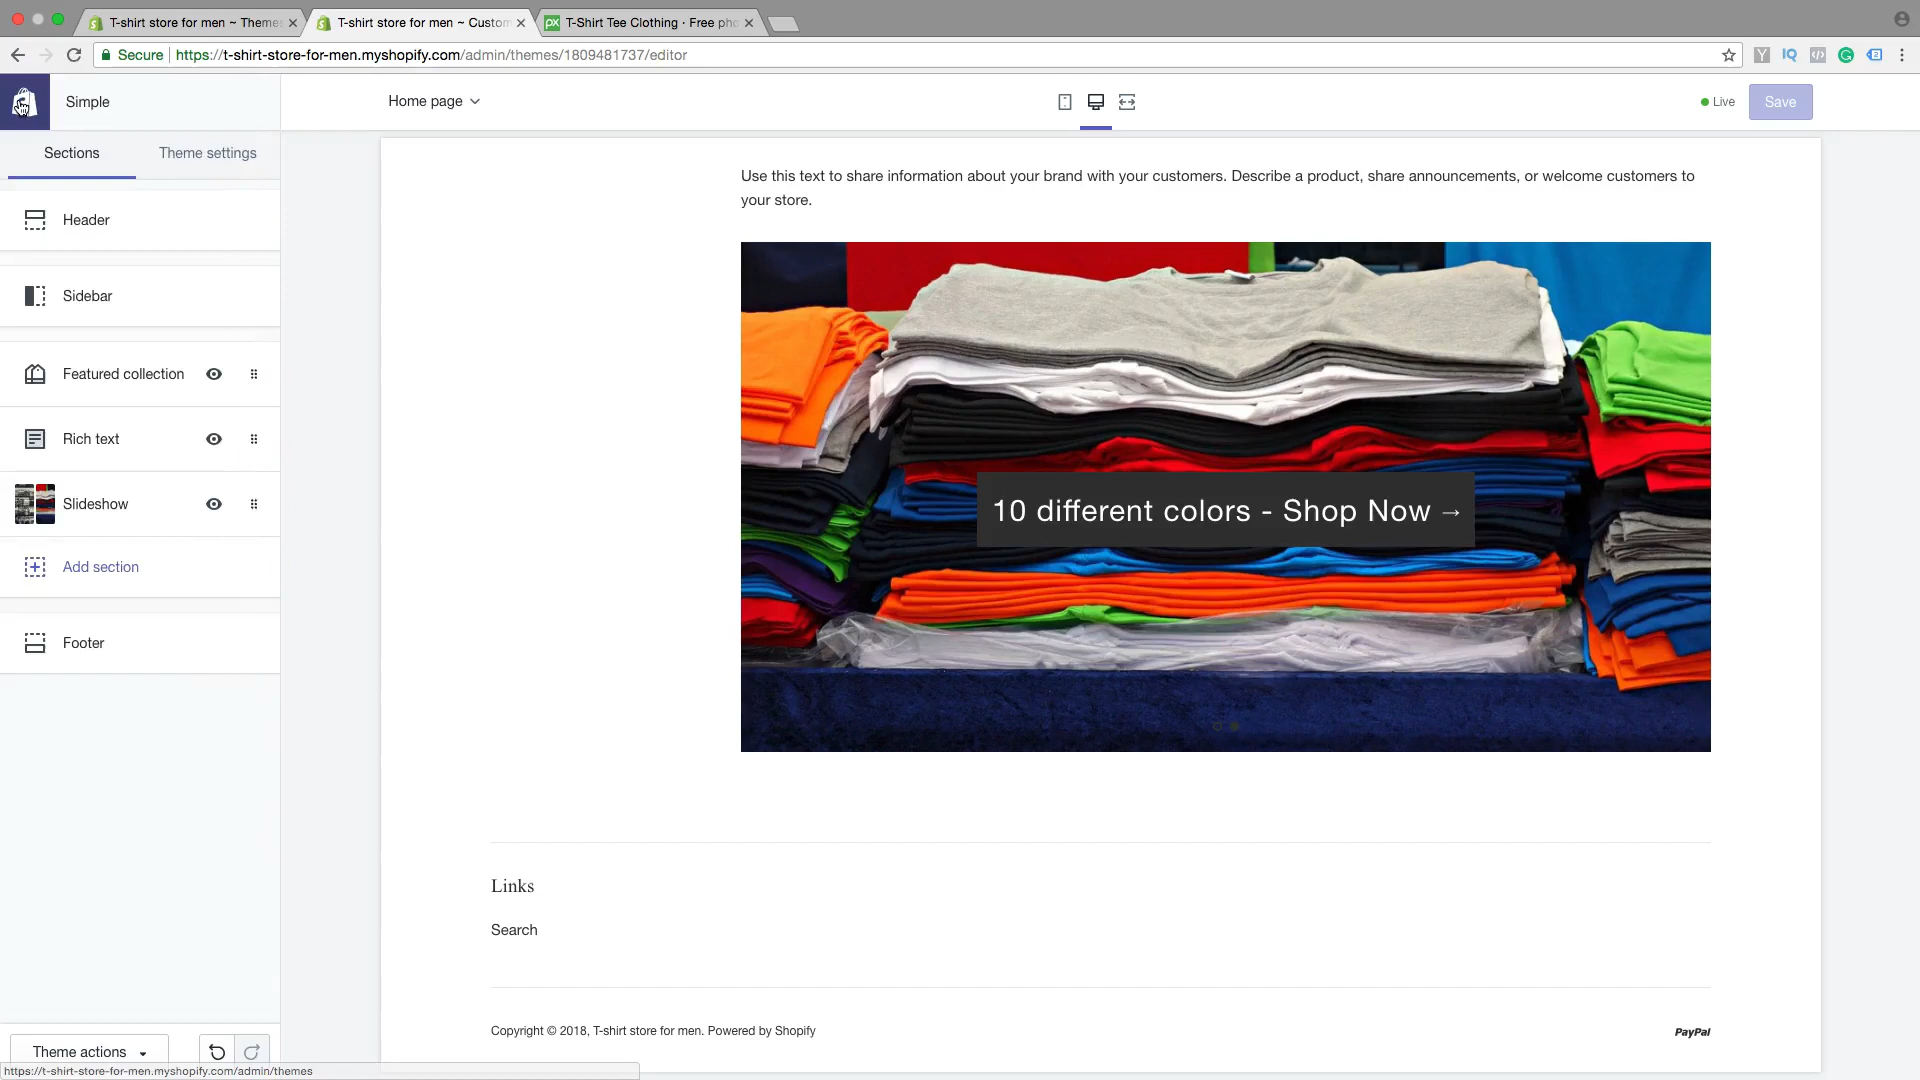 T-shirt store for men ~ Themes
T-shirt store for men ~ Custom
T-Shirt Tee Clothing · Free pho
Secure
https://t-shirt-store-for-men.myshopify.com/admin/themes/1809481737/editor
Simple
Home page
Live
Save
Sections
Theme settings
Header
Sidebar
Featured collection
Rich text
Slideshow
Add section
Footer
Use this text to share information about your brand with your customers. Describe a product, share announcements, or welcome customers to
your store.
10 different colors - Shop Now →
Links
Search
Copyright © 2018, T-shirt store for men. Powered by Shopify
PayPal
Theme actions
https://t-shirt-store-for-men.myshopify.com/admin/themes